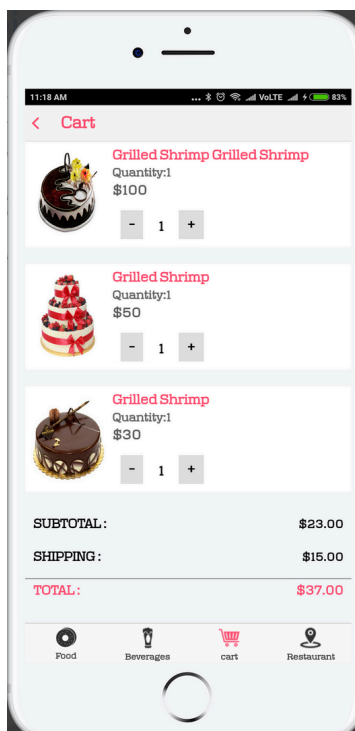 11:18 AM ... VoLTE 83%
< Cart
Grilled Shrimp Grilled Shrimp
Quantity:1
$100
- 1 +
Grilled Shrimp
Quantity:1
$50
- 1 +
Grilled Shrimp
Quantity:1
$30
- 1 +
SUBTOTAL : $23.00
SHIPPING : $15.00
TOTAL : $37.00
Food Beverages cart Restaurant